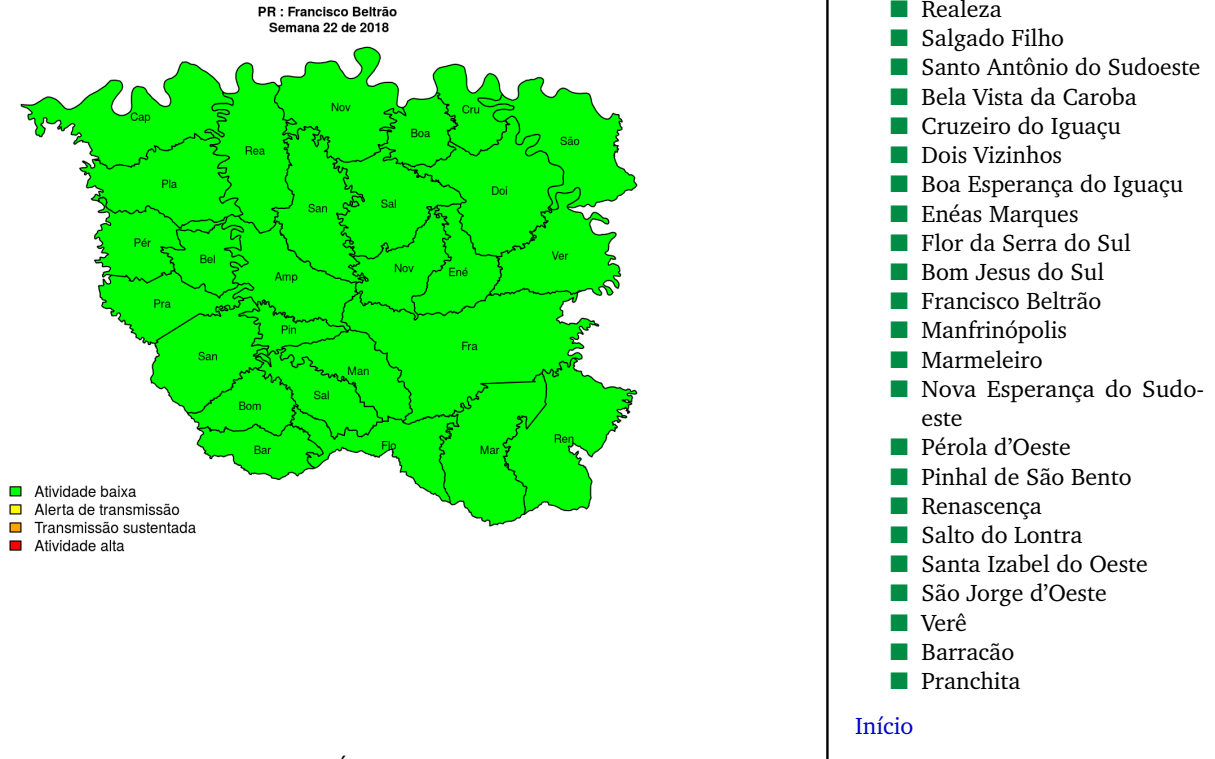 PR : Francisco Beltrão
Semana 22 de 2018
Cap
Nov
Cru
Boa
São
Rea
Pla
Doi
Sal
San
Pér
Bel
Nov
Ené
Ver
Amp
Pra
Pin
Fra
San
Man
Sal
Bom
Bar
Flo
Mar
Ren
Atividade baixa
Alerta de transmissão
Transmissão sustentada
Atividade alta
Realeza
Salgado Filho
Santo Antônio do Sudoeste
Bela Vista da Caroba
Cruzeiro do Iguaçu
Dois Vizinhos
Boa Esperança do Iguaçu
Enéas Marques
Flor da Serra do Sul
Bom Jesus do Sul
Francisco Beltrão
Manfrinópolis
Marmeleiro
Nova Esperança do Sudo-
este
Pérola d'Oeste
Pinhal de São Bento
Renascença
Salto do Lontra
Santa Izabel do Oeste
São Jorge d'Oeste
Verê
Barracão
Pranchita
Início